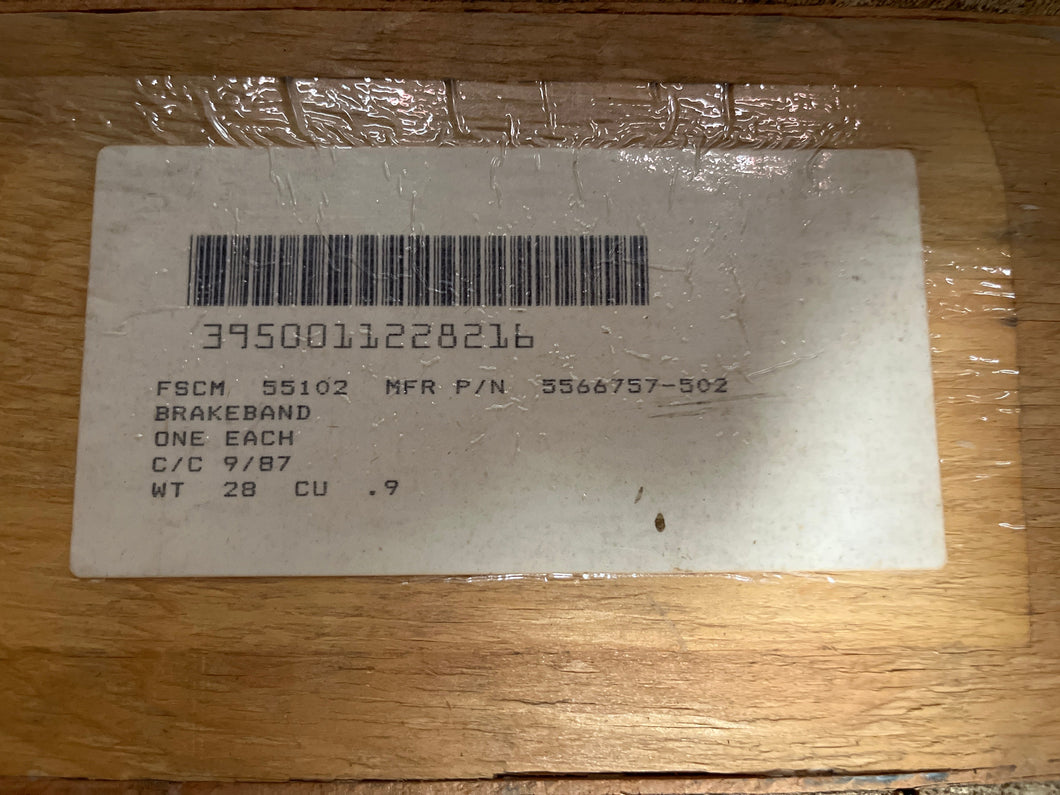 3950011228216
FSCM 55102 MFR P/N 5566757-502
BRAKEBAND
ONE EACH
C/C 9/87
WT 28 CU .9